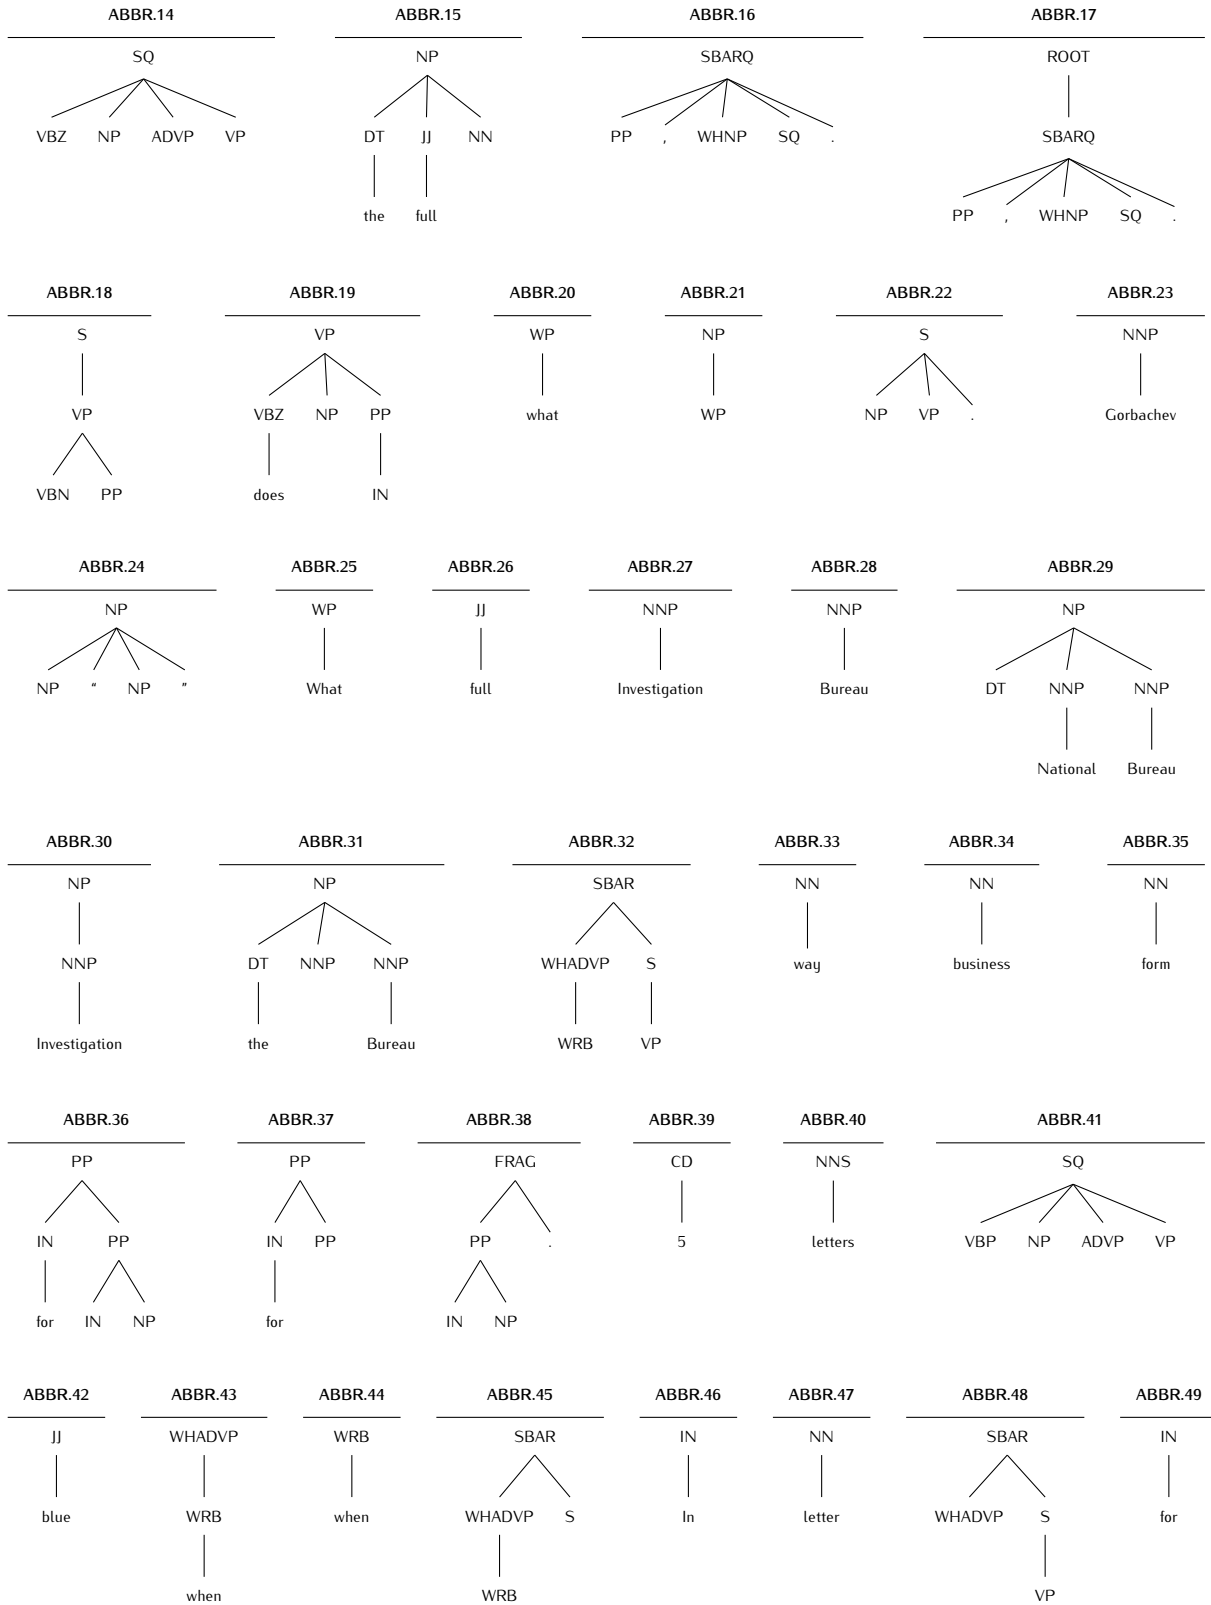 ABBR.14 ABBR.15 ABBR.16 ABBR.17
SQ NP SBARQ ROOT
VBZ NP ADVP VP DT JJ NN PP , WHNP SQ . SBARQ
the full PP , WHNP SQ .
ABBR.18 ABBR.19 ABBR.20 ABBR.21 ABBR.22 ABBR.23
S VP WP NP S NNP
VP VBZ NP PP what WP NP VP . Gorbachev
VBN PP does IN
ABBR.24 ABBR.25 ABBR.26 ABBR.27 ABBR.28 ABBR.29
NP WP JJ NNP NNP NP
NP “ NP ” What full Investigation Bureau DT NNP NNP
National Bureau
ABBR.30 ABBR.31 ABBR.32 ABBR.33 ABBR.34 ABBR.35
NP NP SBAR NN NN NN
NNP DT NNP NNP WHADVP S way business form
Investigation the Bureau WRB VP
ABBR.36 ABBR.37 ABBR.38 ABBR.39 ABBR.40 ABBR.41
PP PP FRAG CD NNS SQ
IN PP IN PP PP . 5 letters VBP NP ADVP VP
for IN NP for IN NP
ABBR.42 ABBR.43 ABBR.44 ABBR.45 ABBR.46 ABBR.47 ABBR.48 ABBR.49
JJ WHADVP WRB SBAR IN NN SBAR IN
blue WRB when WHADVP S In letter WHADVP S for
when WRB VP